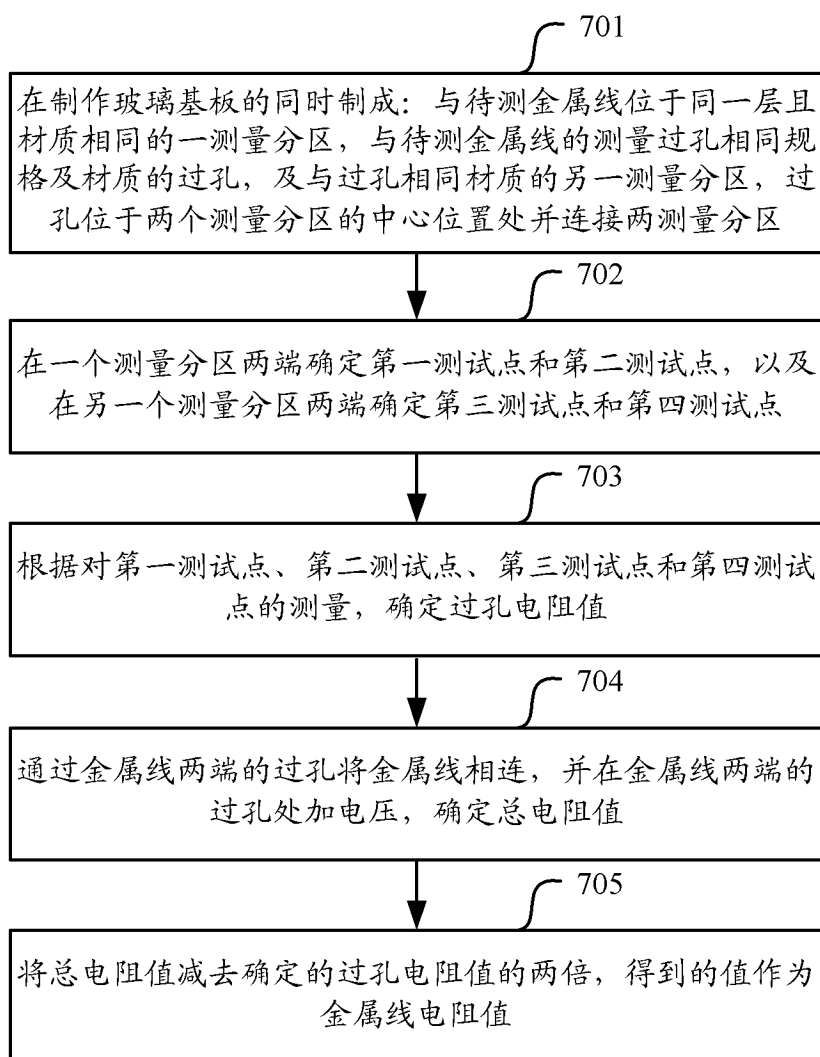 701
在制作玻璃基板的同时制成：与待测金属线位于同一层且
材质相同的一测量分区，与待测金属线的测量过孔相同规
格及材质的过孔，及与过孔相同材质的另一测量分区，过
孔位于两个测量分区的中心位置处并连接两测量分区
702
在一个测量分区两端确定第一测试点和第二测试点，以及
在另一个测量分区两端确定第三测试点和第四测试点
703
根据对第一测试点、第二测试点、第三测试点和第四测试
点的测量，确定过孔电阻值
704
通过金属线两端的过孔将金属线相连，并在金属线两端的
过孔处加电压，确定总电阻值
705
将总电阻值减去确定的过孔电阻值的两倍，得到的值作为
金属线电阻值